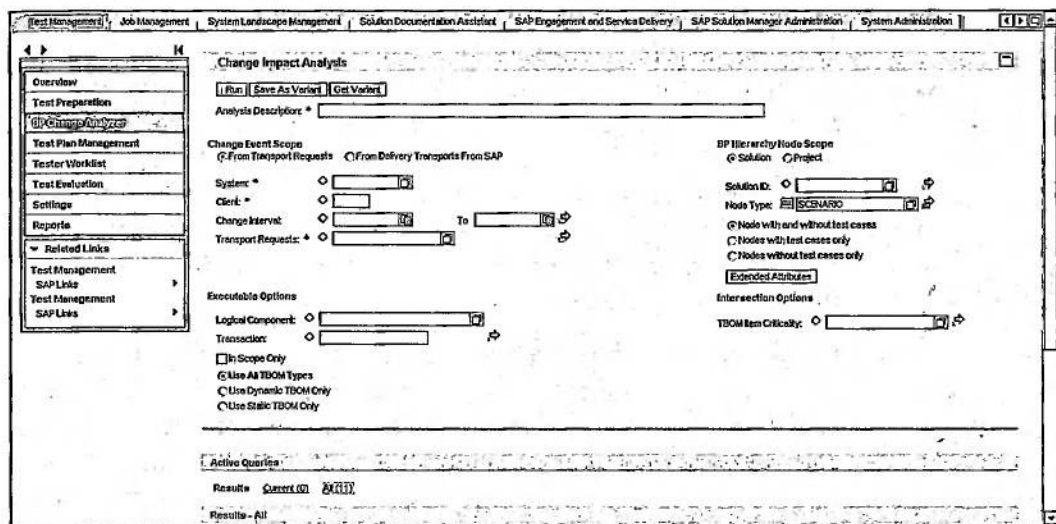 Test Management Job Management System Landscape Management Solution Documentation Assistant SAP Engagement and Service Delivery SAP Solution Manager Administration System Administration
Overview
Test Preparation
BP Change Analyzer
Test Plan Management
Tester Worklist
Test Evaluation
Settings
Reports
Related Links
Test Management
SAP Links
Test Management
SAP Links
Change Impact Analysis
Run Save As Variant Get Variant
Analysis Description: *
Change Event Scope
From Transport Requests From Delivery Transports From SAP
System: *
Client: *
Change Interval: To
Transport Requests: *
BP Hierarchy Node Scope
Solution Project
Solution ID:
Node Type: SCENARIO
Node with and without test cases
Nodes with test cases only
Nodes without test cases only
Extended Attributes
Executable Options
Logical Component:
Transaction:
In Scope Only
Use All TBOM Types
Use Dynamic TBOM Only
Use Static TBOM Only
Intersection Options
TBOM Item Criticality:
Active Queries
Results Current (0) All (11)
Results - All